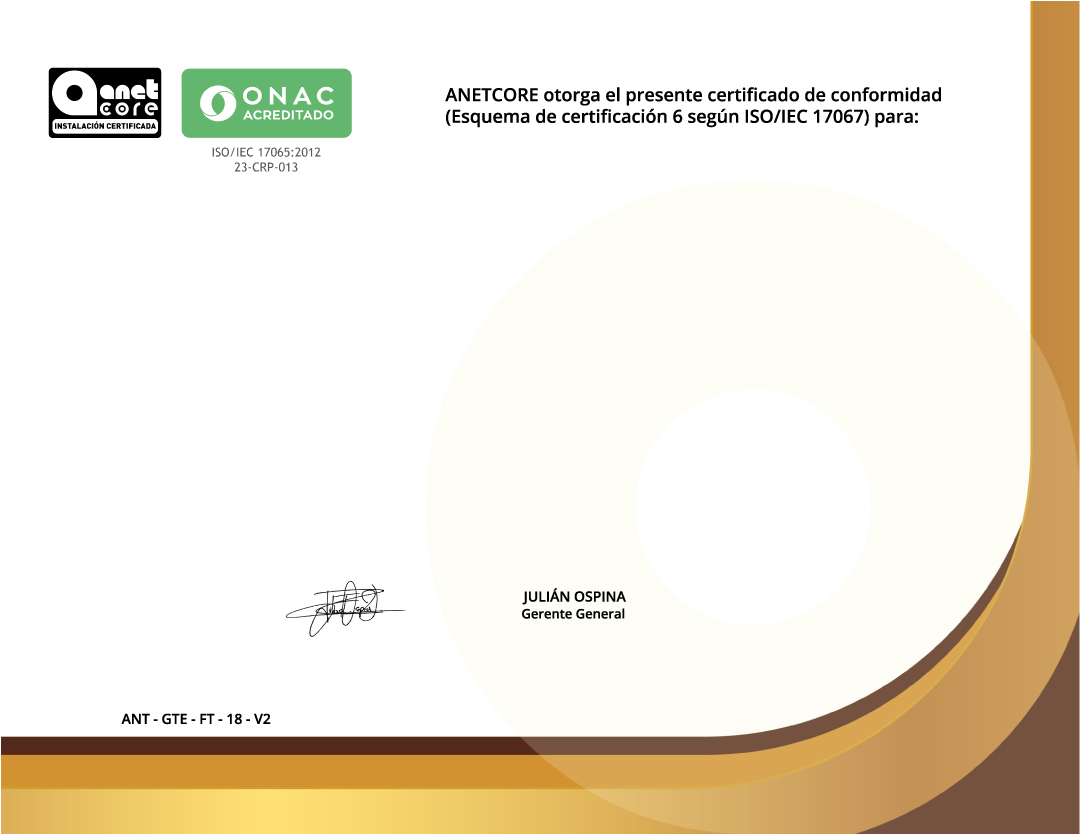 anet
core
INSTALACIÓN CERTIFICADA
ONAC
ACREDITADO
ISO/IEC 17065:2012
23-CRP-013
ANETCORE otorga el presente certificado de conformidad
(Esquema de certificación 6 según ISO/IEC 17067) para:
JULIÁN OSPINA
Gerente General
ANT - GTE - FT - 18 - V2